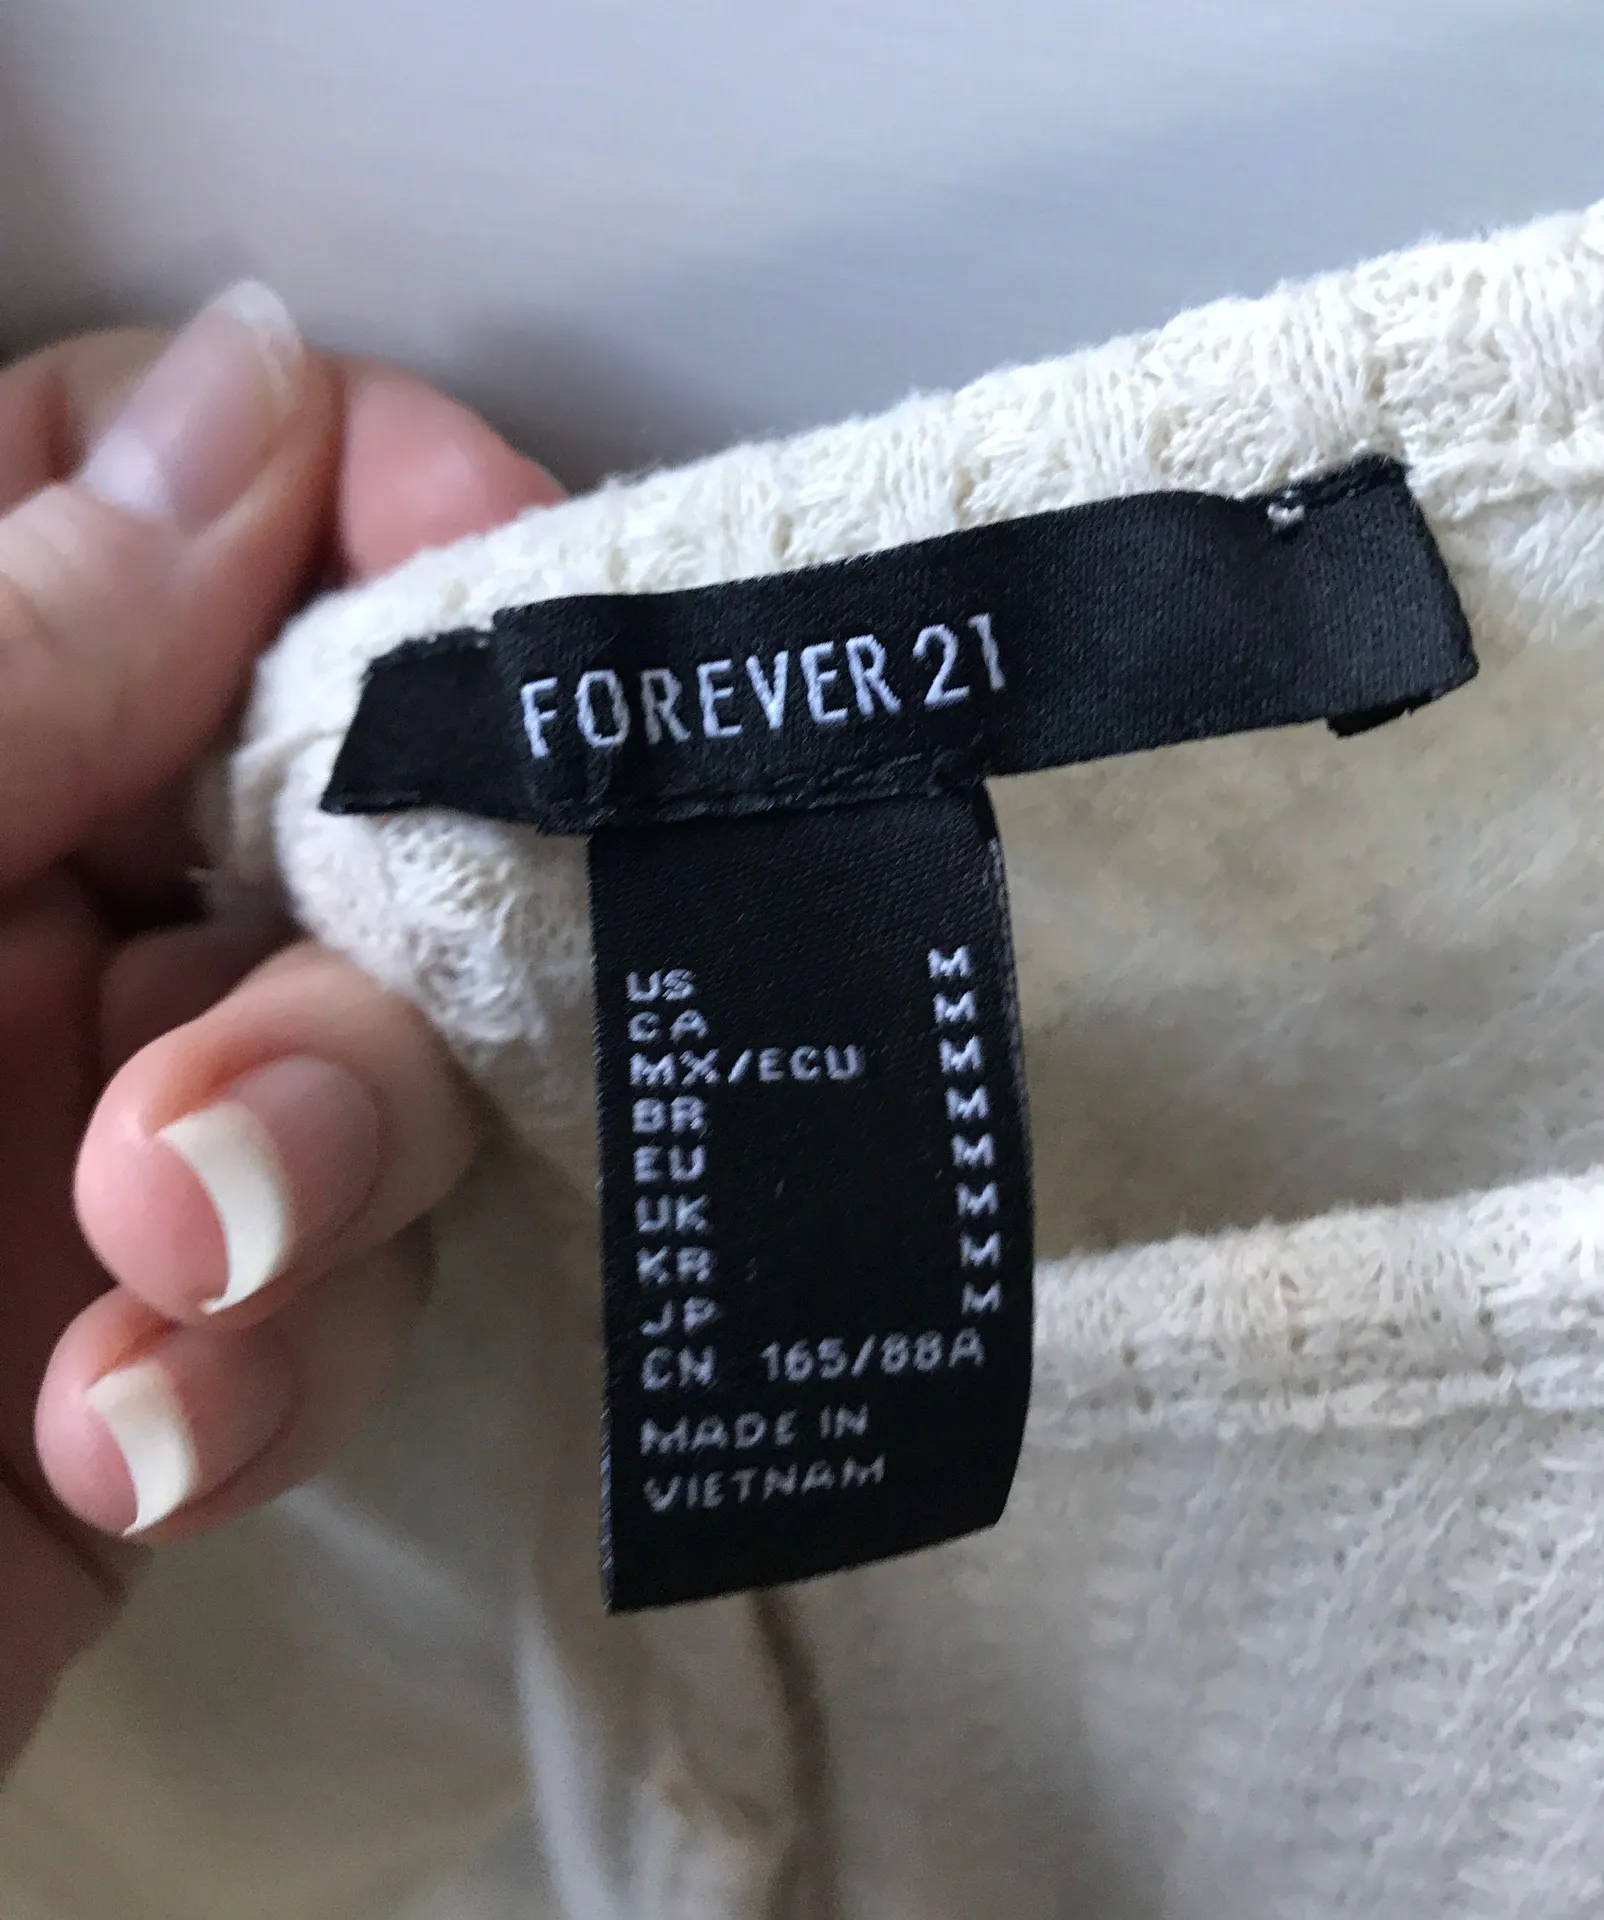 FOREVER 21
US M
CA M
MX/ECU M
BR M
EU M
UK M
KR M
JP M
CN 165/88A
MADE IN
VIETNAM